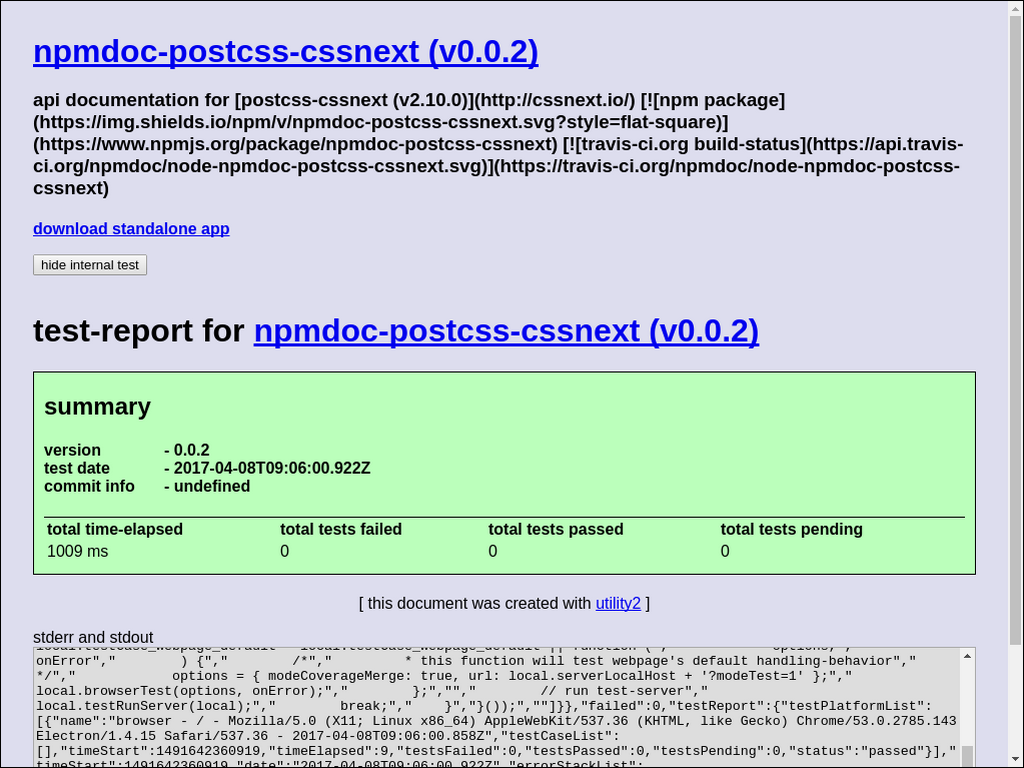 npmdoc-postcss-cssnext (v0.0.2)
api documentation for [postcss-cssnext (v2.10.0)](http://cssnext.io/) [![npm package]
(https://img.shields.io/npm/v/npmdoc-postcss-cssnext.svg?style=flat-square)]
(https://www.npmjs.org/package/npmdoc-postcss-cssnext) [![travis-ci.org build-status](https://api.travis-
ci.org/npmdoc/node-npmdoc-postcss-cssnext.svg)](https://travis-ci.org/npmdoc/node-npmdoc-postcss-
cssnext)
download standalone app
hide internal test
test-report for npmdoc-postcss-cssnext (v0.0.2)
summary
version - 0.0.2
test date - 2017-04-08T09:06:00.922Z
commit info - undefined
total time-elapsed total tests failed total tests passed total tests pending
1009 ms 0 0 0
[ this document was created with utility2 ]
stderr and stdout
onError","        ) {","        /*","         * this function will test webpage's default handling-behavior","
*/","         options = { modeCoverageMerge: true, url: local.serverLocalHost + '?modeTest=1' };","
local.browserTest(options, onError);","        };","","        // run test-server","
local.testRunServer(local);","        break;","    }","}());","",""]}},"failed":0,"testReport":{"testPlatformList":
[{"name":"browser - / - Mozilla/5.0 (X11; Linux x86_64) AppleWebKit/537.36 (KHTML, like Gecko) Chrome/53.0.2785.143
Electron/1.4.15 Safari/537.36 - 2017-04-08T09:06:00.858Z","testCaseList":
[],"timeStart":1491642360919,"timeElapsed":9,"testsFailed":0,"testsPassed":0,"testsPending":0,"status":"passed"}],"
timeStart":1491642360919,"date":"2017-04-08T09:06:00.922Z","errorStackList":